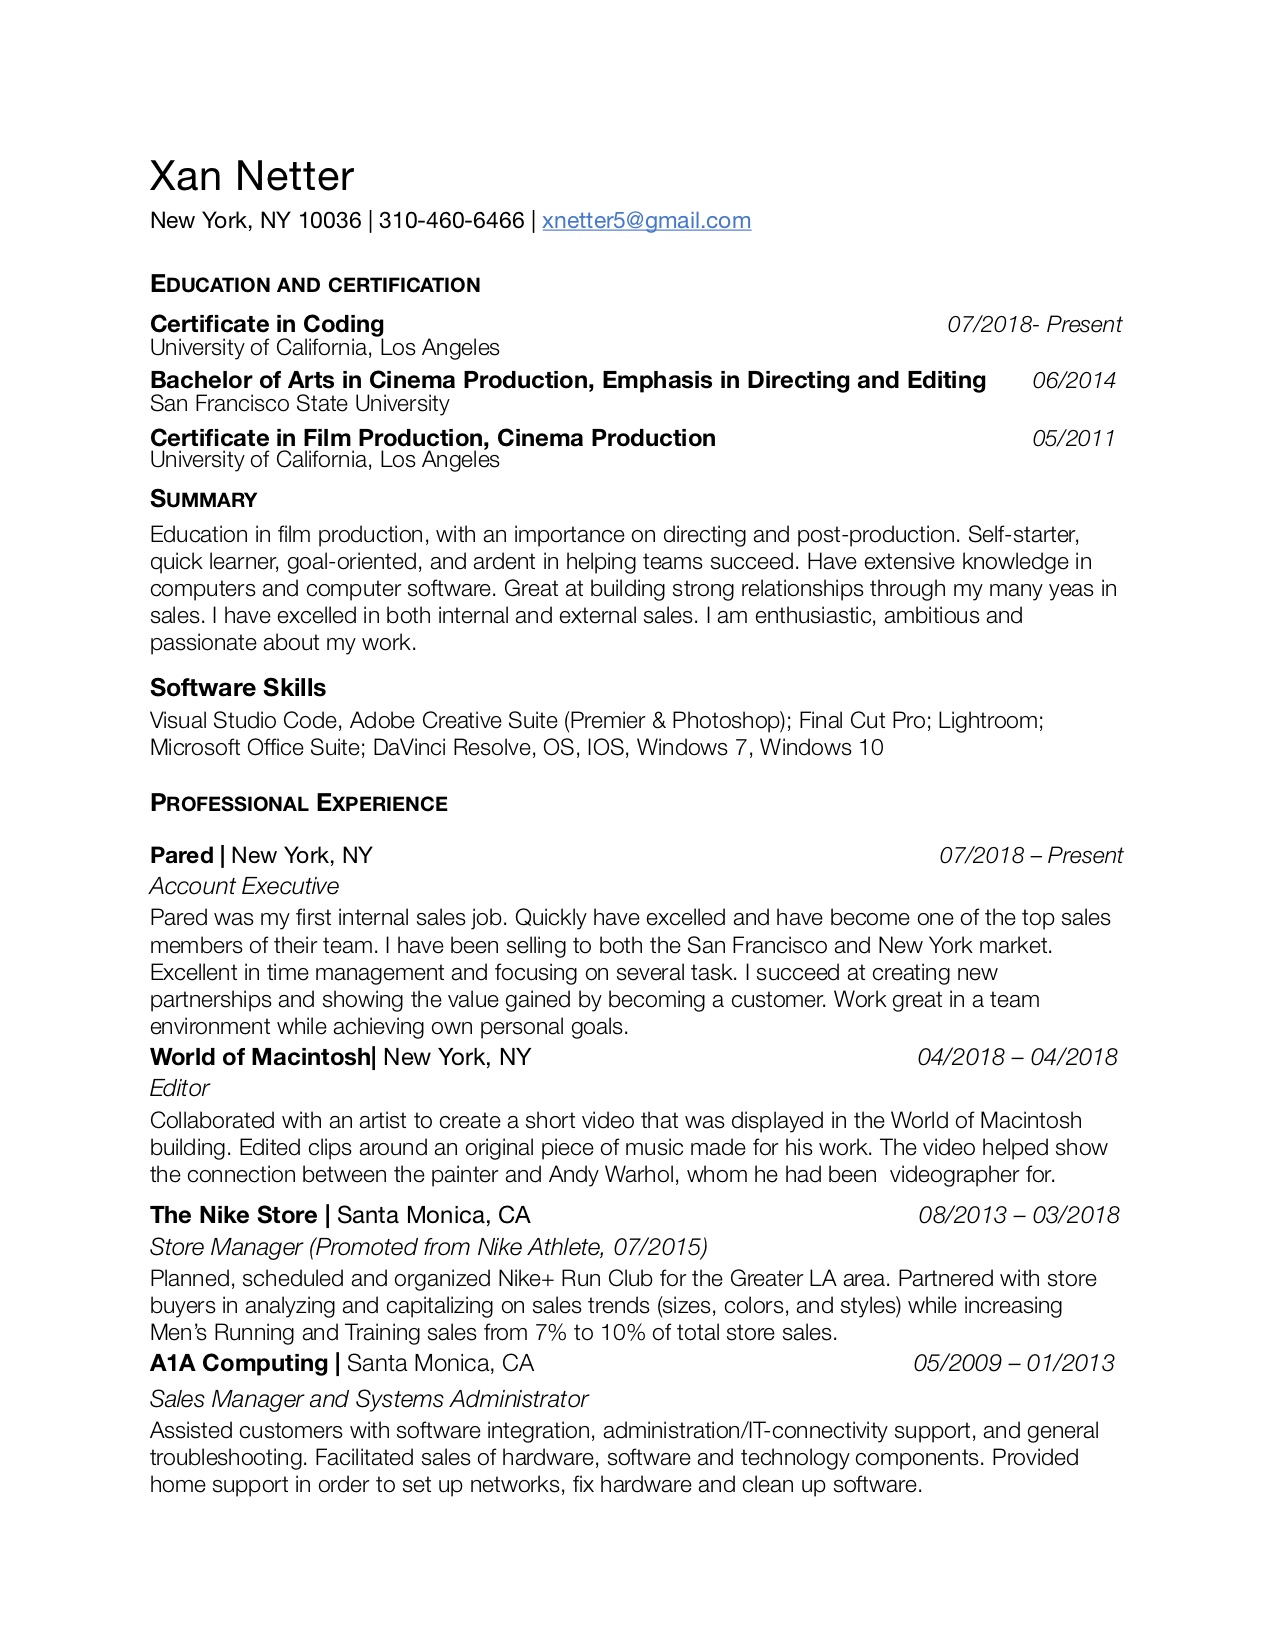 Xan Netter
New York, NY 10036 | 310-460-6466 | xnetter5@gmail.com
EDUCATION AND CERTIFICATION
Certificate in Coding 07/2018- Present
University of California, Los Angeles
Bachelor of Arts in Cinema Production, Emphasis in Directing and Editing 06/2014
San Francisco State University
Certificate in Film Production, Cinema Production 05/2011
University of California, Los Angeles
SUMMARY
Education in film production, with an importance on directing and post-production. Self-starter,
quick learner, goal-oriented, and ardent in helping teams succeed. Have extensive knowledge in
computers and computer software. Great at building strong relationships through my many yeas in
sales. I have excelled in both internal and external sales. I am enthusiastic, ambitious and
passionate about my work.
Software Skills
Visual Studio Code, Adobe Creative Suite (Premier & Photoshop); Final Cut Pro; Lightroom;
Microsoft Office Suite; DaVinci Resolve, OS, IOS, Windows 7, Windows 10
PROFESSIONAL EXPERIENCE
Pared | New York, NY 07/2018 – Present
Account Executive
Pared was my first internal sales job. Quickly have excelled and have become one of the top sales
members of their team. I have been selling to both the San Francisco and New York market.
Excellent in time management and focusing on several task. I succeed at creating new
partnerships and showing the value gained by becoming a customer. Work great in a team
environment while achieving own personal goals.
World of Macintosh| New York, NY 04/2018 – 04/2018
Editor
Collaborated with an artist to create a short video that was displayed in the World of Macintosh
building. Edited clips around an original piece of music made for his work. The video helped show
the connection between the painter and Andy Warhol, whom he had been  videographer for.
The Nike Store | Santa Monica, CA 08/2013 – 03/2018
Store Manager (Promoted from Nike Athlete, 07/2015)
Planned, scheduled and organized Nike+ Run Club for the Greater LA area. Partnered with store
buyers in analyzing and capitalizing on sales trends (sizes, colors, and styles) while increasing
Men’s Running and Training sales from 7% to 10% of total store sales.
A1A Computing | Santa Monica, CA 05/2009 – 01/2013
Sales Manager and Systems Administrator
Assisted customers with software integration, administration/IT-connectivity support, and general
troubleshooting. Facilitated sales of hardware, software and technology components. Provided
home support in order to set up networks, fix hardware and clean up software.